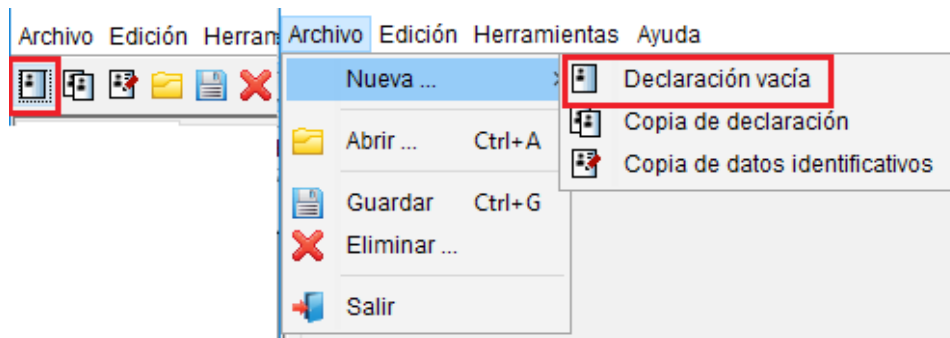 Archivo Edición Herram
Archivo Edición Herramientas Ayuda
Nueva ...
Declaración vacía
Copia de declaración
Copia de datos identificativos
Abrir ... Ctrl+A
Guardar Ctrl+G
Eliminar ...
Salir